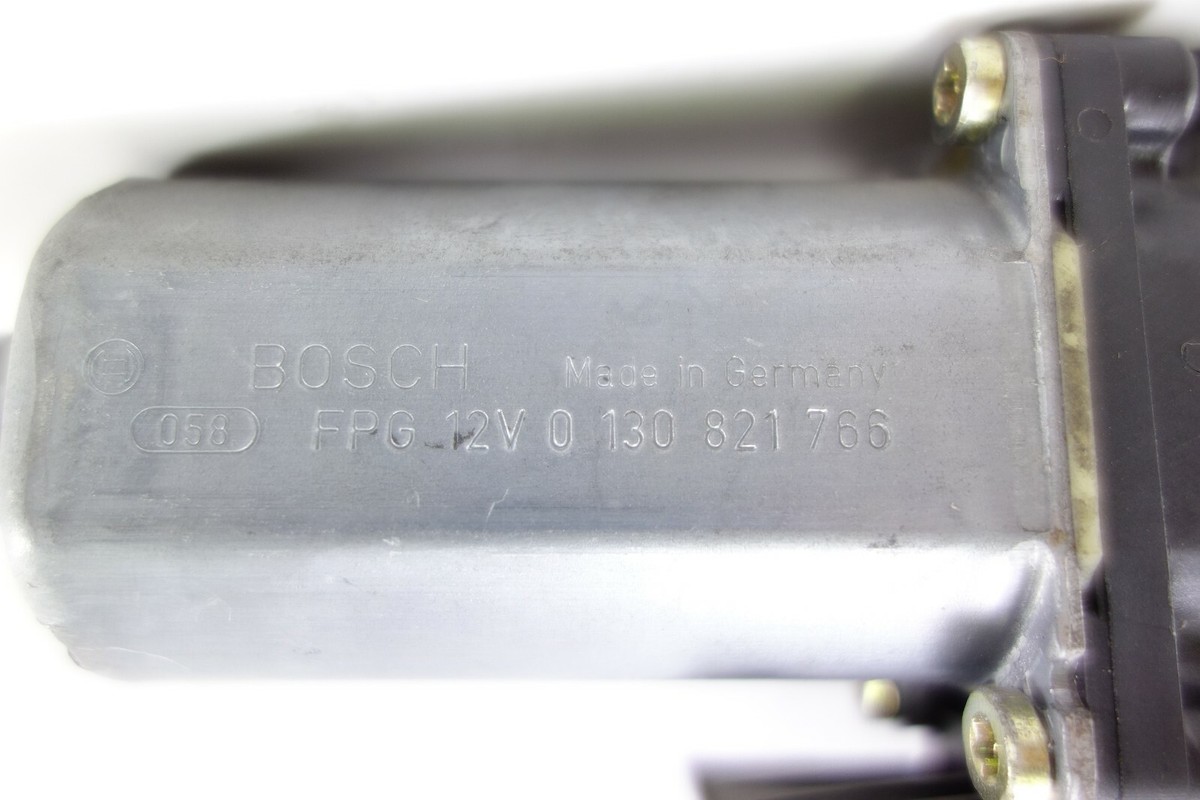 BOSCH Made in Germany
058 FPG 12V 0 130 821 766